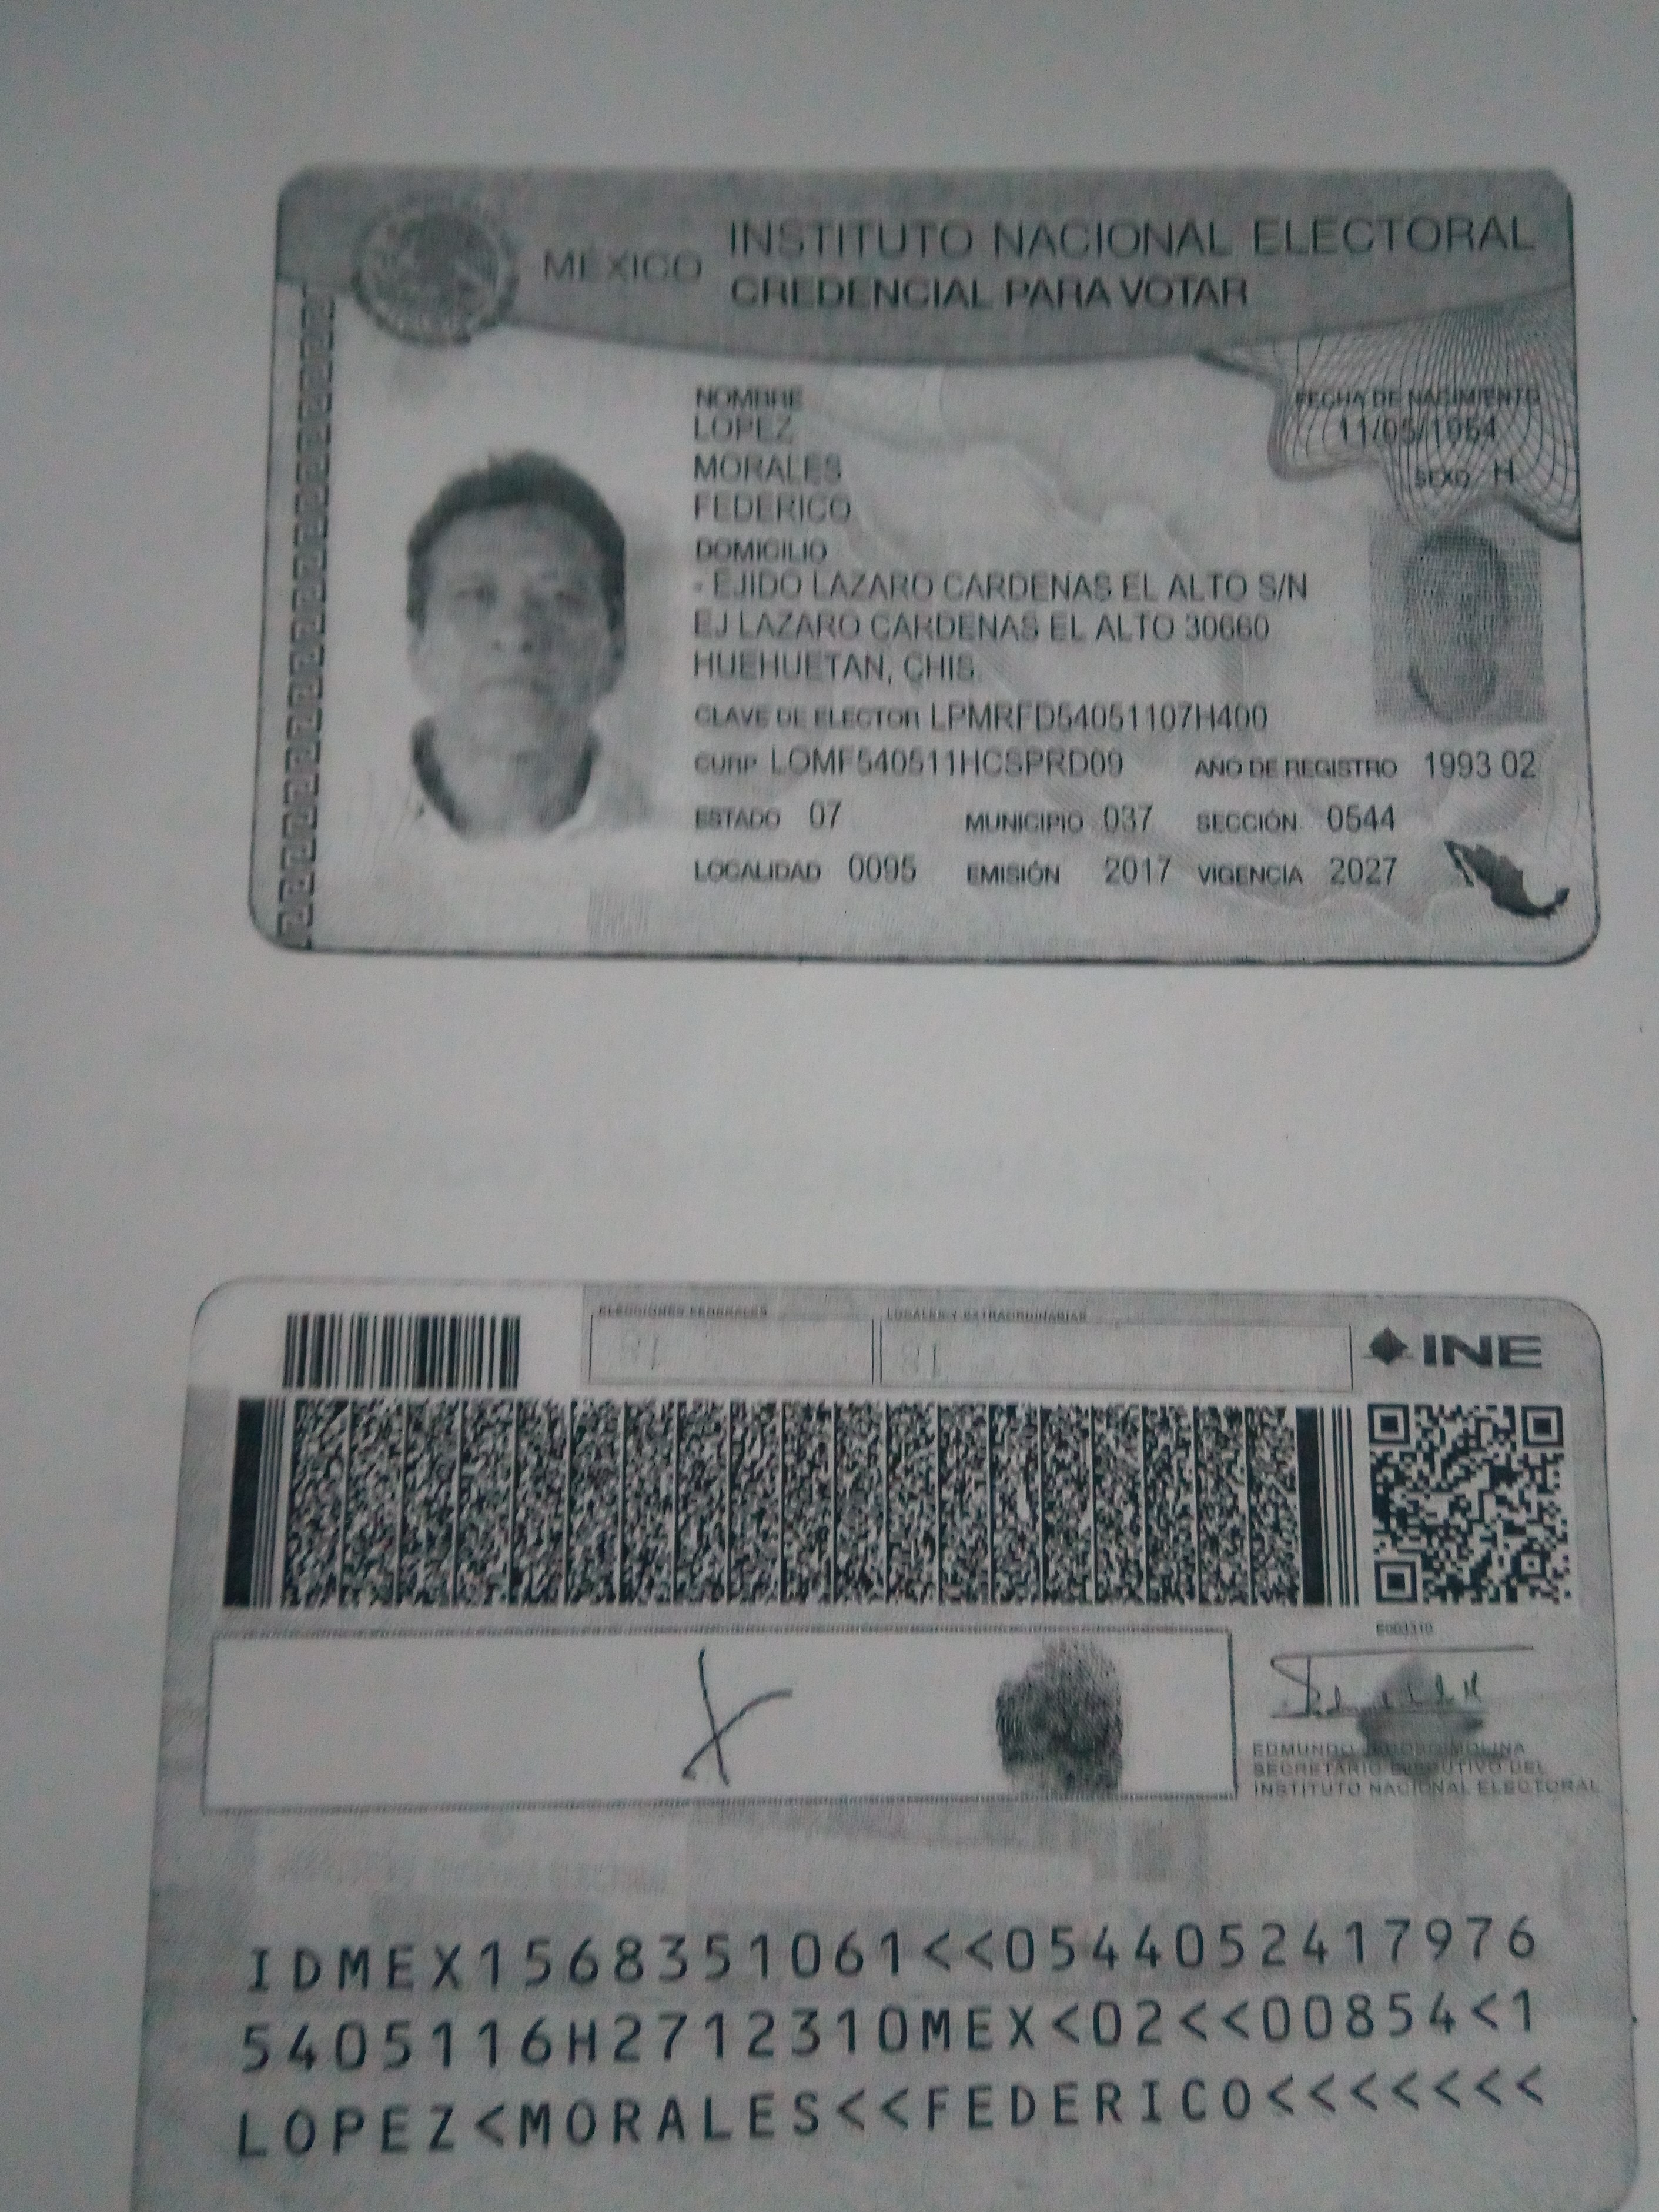 MÉXICO INSTITUTO NACIONAL ELECTORAL
CREDENCIAL PARA VOTAR
NOMBRE
LOPEZ
MORALES
FEDERICO
FECHA DE NACIMIENTO
11/05/1954
SEXO H
DOMICILIO
- EJIDO LAZARO CARDENAS EL ALTO S/N
EJ LAZARO CARDENAS EL ALTO 30660
HUEHUETAN, CHIS.
CLAVE DE ELECTOR LPMRFD54051107H400
CURP LOMF540511HCSPRD09 AÑO DE REGISTRO 1993 02
ESTADO 07 MUNICIPIO 037 SECCIÓN 0544
LOCALIDAD 0095 EMISIÓN 2017 VIGENCIA 2027
ELECCIONES FEDERALES LOCALES Y EXTRAORDINARIAS
INE
EDMUNDO MOLINA
SECRETARIO EJECUTIVO DEL
INSTITUTO NACIONAL ELECTORAL
IDMEX1568351061<<0544052417976
5405116H2712310MEX<02<<00854<1
LOPEZ<MORALES<<FEDERICO<<<<<<<